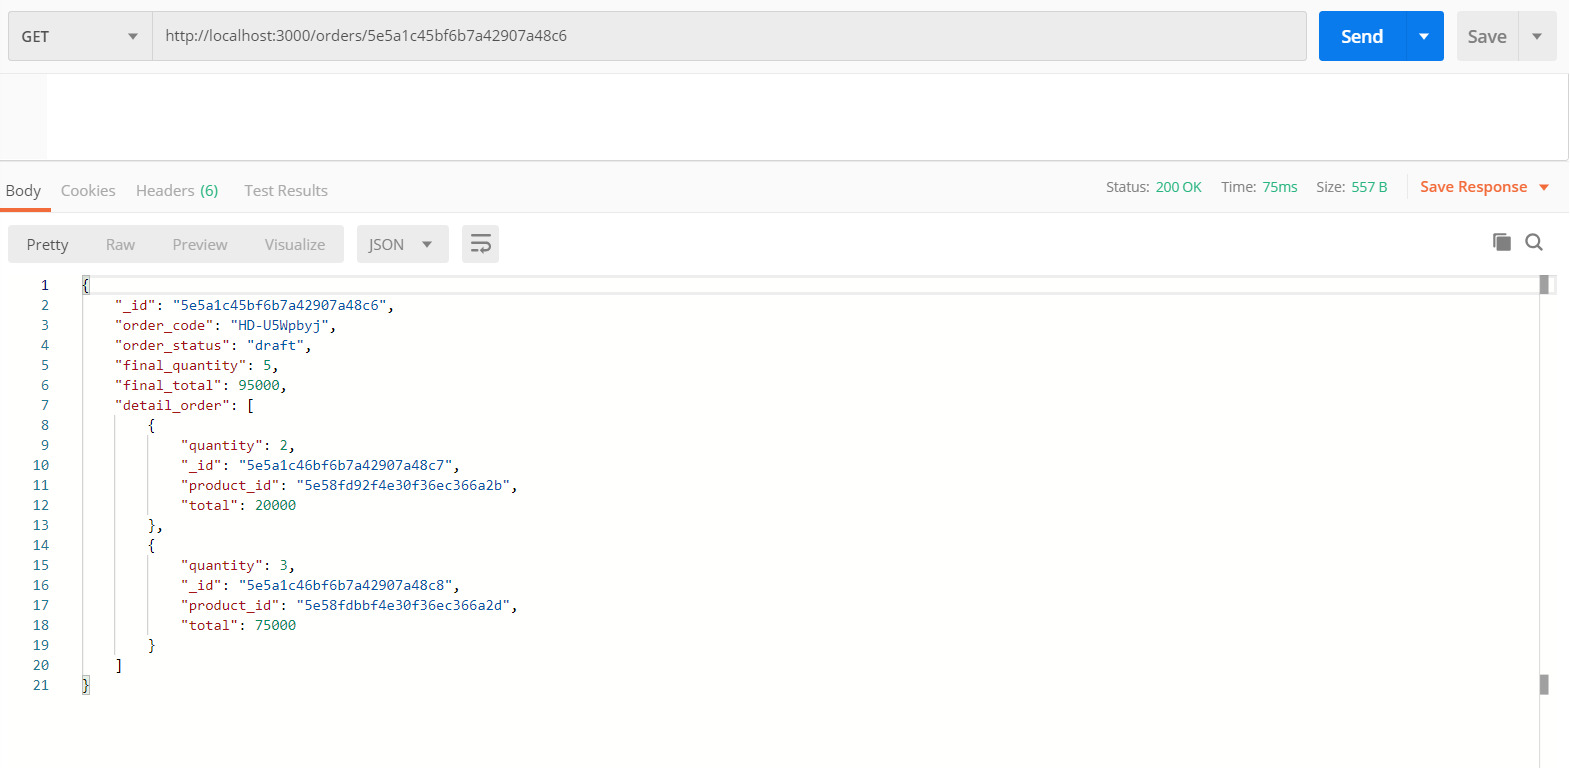 GET http://localhost:3000/orders/5e5a1c45bf6b7a42907a48c6 Send Save
Body Cookies Headers (6) Test Results Status: 200 OK Time: 75ms Size: 557 B Save Response
Pretty Raw Preview Visualize JSON
1 {
2 "_id": "5e5a1c45bf6b7a42907a48c6",
3 "order_code": "HD-U5Wpbyj",
4 "order_status": "draft",
5 "final_quantity": 5,
6 "final_total": 95000,
7 "detail_order": [
8 {
9 "quantity": 2,
10 "_id": "5e5a1c46bf6b7a42907a48c7",
11 "product_id": "5e58fd92f4e30f36ec366a2b",
12 "total": 20000
13 },
14 {
15 "quantity": 3,
16 "_id": "5e5a1c46bf6b7a42907a48c8",
17 "product_id": "5e58fdbbf4e30f36ec366a2d",
18 "total": 75000
19 }
20 ]
21 }